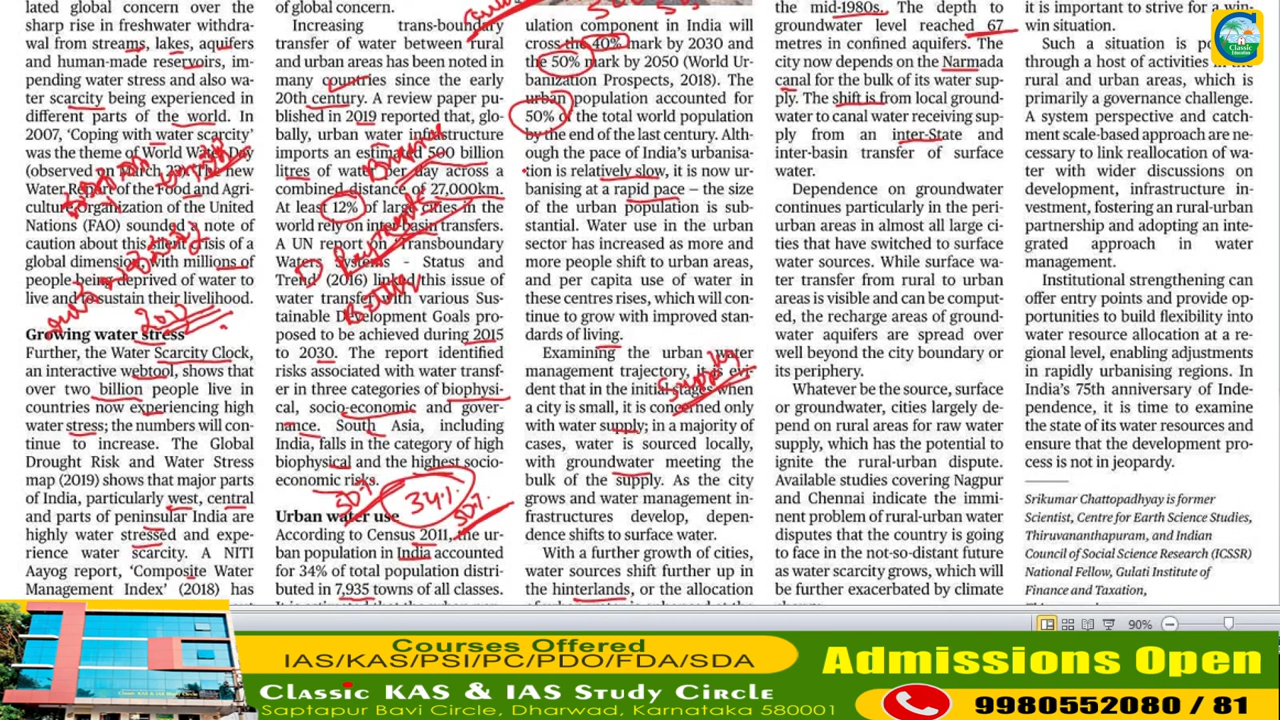 lated global concern over the
sharp rise in freshwater withdra-
wal from streams, lakes, aquifers
and human-made reservoirs, im-
pending water stress and also wa-
ter scarcity being experienced in
different parts of the world. In
2007, ‘Coping with water scarcity’
was the theme of World Water Day
(observed on March 22). The new
Water Report of the Food and Agri-
culture Organization of the United
Nations (FAO) sounded a note of
caution about this silent crisis of a
global dimension, with millions of
people being deprived of water to
live and to sustain their livelihood.
Growing water stress
Further, the Water Scarcity Clock,
an interactive webtool, shows that
over two billion people live in
countries now experiencing high
water stress; the numbers will con-
tinue to increase. The Global
Drought Risk and Water Stress
map (2019) shows that major parts
of India, particularly west, central
and parts of peninsular India are
highly water stressed and expe-
rience water scarcity. A NITI
Aayog report, ‘Composite Water
Management Index’ (2018) has
of global concern.
Increasing trans-boundary
transfer of water between rural
and urban areas has been noted in
many countries since the early
20th century. A review paper pu-
blished in 2019 reported that, glo-
bally, urban water infrastructure
imports an estimated 500 billion
litres of water per day across a
combined distance of 27,000km.
At least 12% of large cities in the
world rely on inter-basin transfers.
A UN report on Transboundary
Waters Systems - Status and
Trend (2016) linked this issue of
water transfer with various Sus-
tainable Development Goals pro-
posed to be achieved during 2015
to 2030. The report identified
risks associated with water transf-
er in three categories of biophysi-
cal, socio-economic and gover-
nance. South Asia, including
India, falls in the category of high
biophysical and the highest socio-
economic risks.
50% 34% 50%
Urban water use
According to Census 2011, the ur-
ban population in India accounted
for 34% of total population distri-
buted in 7,935 towns of all classes.
ulation component in India will
cross the 40% mark by 2030 and
the 50% mark by 2050 (World Ur-
banization Prospects, 2018). The
urban population accounted for
50% of the total world population
by the end of the last century. Alth-
ough the pace of India’s urbanisa-
tion is relatively slow, it is now ur-
banising at a rapid pace — the size
of the urban population is sub-
stantial. Water use in the urban
sector has increased as more and
more people shift to urban areas,
and per capita use of water in
these centres rises, which will con-
tinue to grow with improved stan-
dards of living.
Examining the urban water
management trajectory, it is evi-
dent that in the initial stages when
a city is small, it is concerned only
with water supply; in a majority of
cases, water is sourced locally,
with groundwater meeting the
bulk of the supply. As the city
grows and water management in-
frastructures develop, depen-
dence shifts to surface water.
With a further growth of cities,
water sources shift further up in
the hinterlands, or the allocation
Supply
the mid-1980s. The depth to
groundwater level reached 67
metres in confined aquifers. The
city now depends on the Narmada
canal for the bulk of its water sup-
ply. The shift is from local ground-
water to canal water receiving sup-
ply from an inter-State and
inter-basin transfer of surface
water.
Dependence on groundwater
continues particularly in the peri-
urban areas in almost all large ci-
ties that have switched to surface
water sources. While surface wa-
ter transfer from rural to urban
areas is visible and can be comput-
ed, the recharge areas of ground-
water aquifers are spread over
well beyond the city boundary or
its periphery.
Whatever be the source, surface
or groundwater, cities largely de-
pend on rural areas for raw water
supply, which has the potential to
ignite the rural-urban dispute.
Available studies covering Nagpur
and Chennai indicate the immi-
nent problem of rural-urban water
disputes that the country is going
to face in the not-so-distant future
as water scarcity grows, which will
be further exacerbated by climate
it is important to strive for a win-
win situation.
Such a situation is
through a host of activities in the
rural and urban areas, which is
primarily a governance challenge.
A system perspective and catch-
ment scale-based approach are ne-
cessary to link reallocation of wa-
ter with wider discussions on
development, infrastructure in-
vestment, fostering an rural-urban
partnership and adopting an inte-
grated approach in water
management.
Institutional strengthening can
offer entry points and provide op-
portunities to build flexibility into
water resource allocation at a re-
gional level, enabling adjustments
in rapidly urbanising regions. In
India’s 75th anniversary of Inde-
pendence, it is time to examine
the state of its water resources and
ensure that the development pro-
cess is not in jeopardy.
Srikumar Chattopadhyay is former
Scientist, Centre for Earth Science Studies,
Thiruvananthapuram, and Indian
Council of Social Science Research (ICSSR)
National Fellow, Gulati Institute of
Finance and Taxation,
Classic
Education
90%
Courses Offered
IAS/KAS/PSI/PC/PDO/FDA/SDA
Classic KAS & IAS Study Circle
Saptapur Bavi Circle, Dharwad, Karnataka 580001
Admissions Open
9980552080 / 81